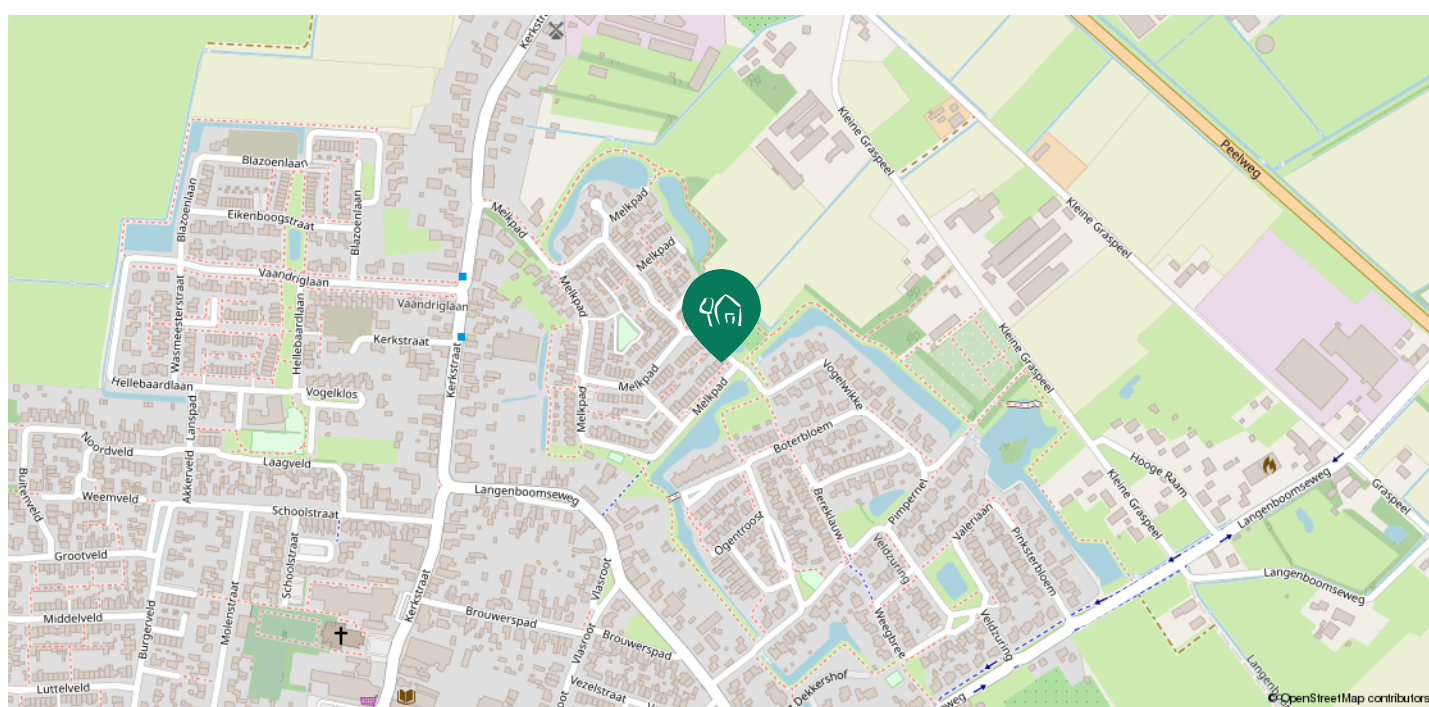 Kerkstr
Kleine Graspeel
Peelweg
Blazoenlaan
Melkpad
Blazoenlaan
Kleine Graspeel
Eikenboogstraat
Melkpad
Blazoenlaan
Melkpad
Vaandriglaan
Melkpad
Vaandriglaan
Wasmeesterstraat
Hellebaardlaan
Kerkstraat
Kerkstraat
Kleine Graspeel
Hellebaardlaan
Vogelklos
Melkpad
Melkpad
Vogelwikke
Lanspad
Melkpad
Boterbloem
Noordveld
Laagveld
Akkerveld
Buitenveld
Weemveld
Langenboomseweg
Hooge Raam
Kleine Graspeel
Langenboomseweg
Graspeel
Schoolstraat
Bereklauw
Pimpernel
Ogentroost
Valeriaan
Pinksterbloem
Grootveld
Schoolstraat
Veldzuring
Langenboomseweg
Kerkstraat
Vlasroot
Middelveld
Burgerveld
Molenstraat
Brouwerspad
Brouwerspad
Weegbree
Veldzuring
Vlasroot
Luttelveld
Vezelstraat
Dekkershof
© OpenStreetMap contributors